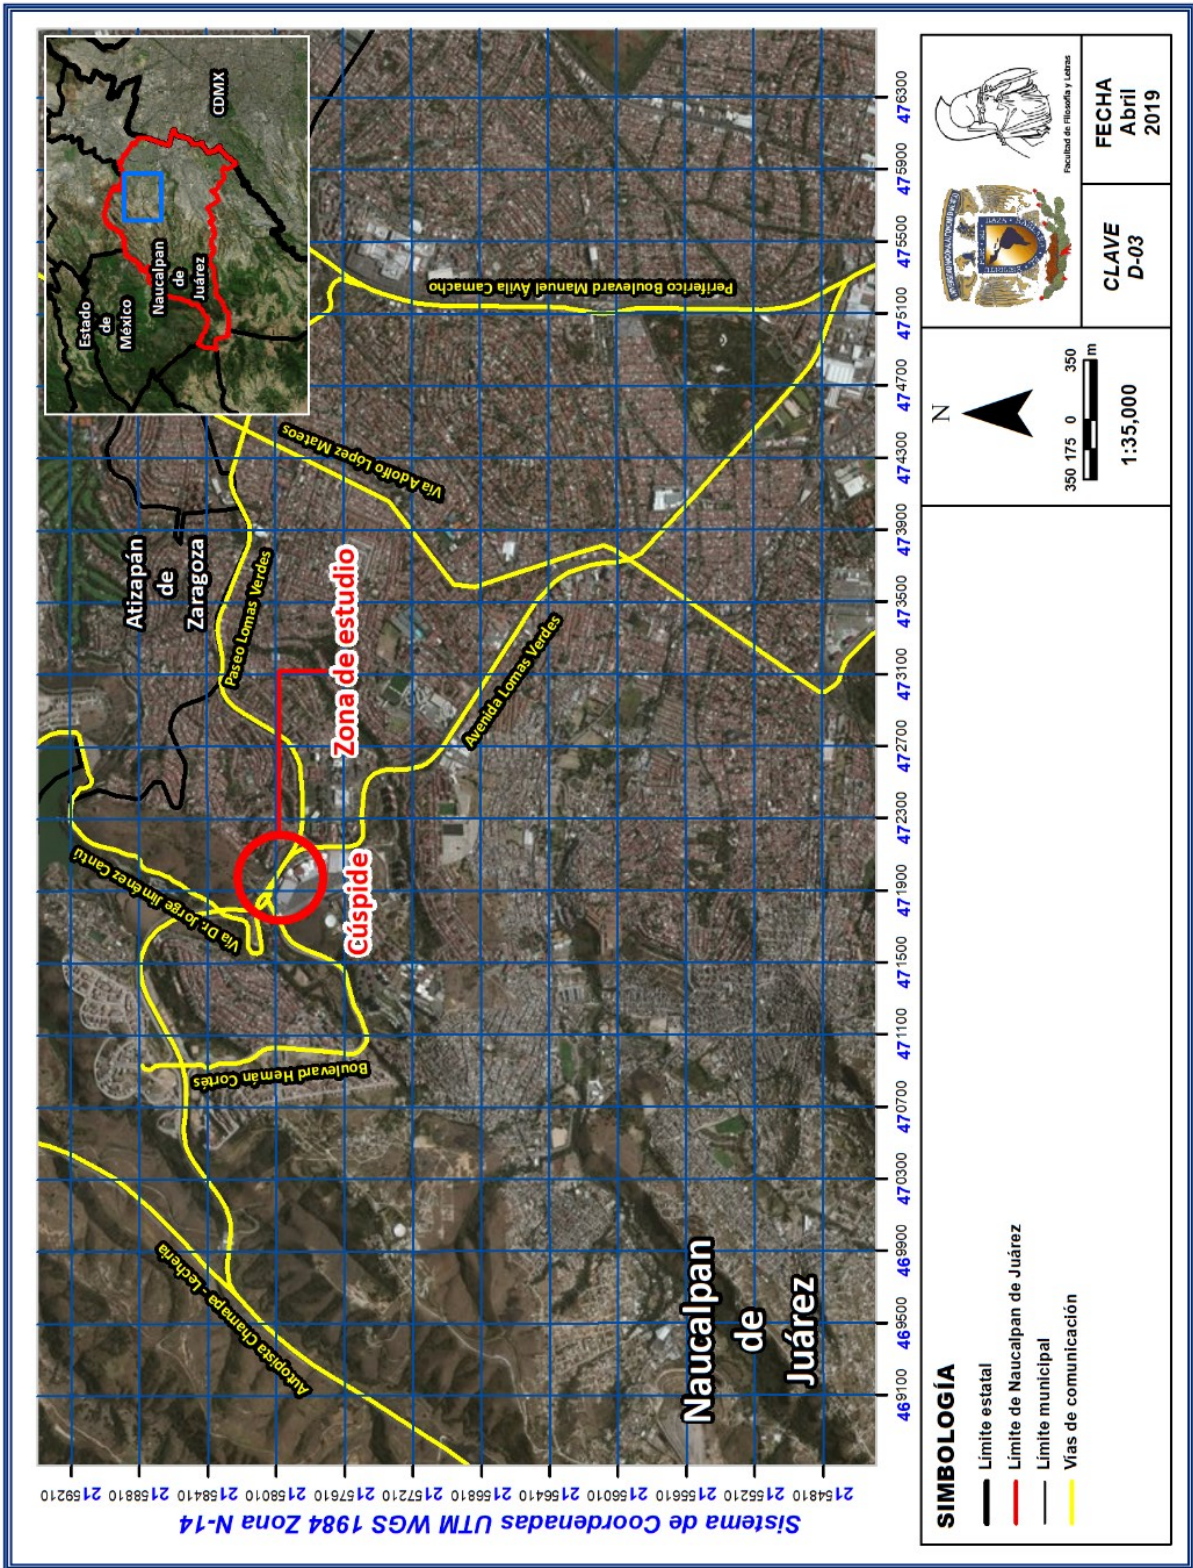 Estado
de
México
Naucalpan
de
Juárez
CDMX
Atizapán
de
Zaragoza
Paseo Lomas Verdes
Vía Adolfo López Mateos
Periferico Boulevard Manuel Ávila Camacho
Zona de estudio
Cúspide
Avenida Lomas Verdes
Vía Dr. Jorge Jiménez Cantú
Boulevard Hernán Cortés
Autopista Chamapa - Lechería
Naucalpan
de
Juárez
2159210
2158810
2158410
2158010
2157610
2157210
2156810
2156410
2156010
2155610
2155210
2154810
Sistema de Coordenadas UTM WGS 1984 Zona N-14
469100
469500
469900
470300
470700
471100
471500
471900
472300
472700
473100
473500
473900
474300
474700
475100
475500
475900
476300
SIMBOLOGÍA
Límite estatal
Límite de Naucalpan de Juárez
Límite municipal
Vías de comunicación
N
350 175 0 350
m
1:35,000
Facultad de Filosofía y Letras
CLAVE
D-03
FECHA
Abril
2019